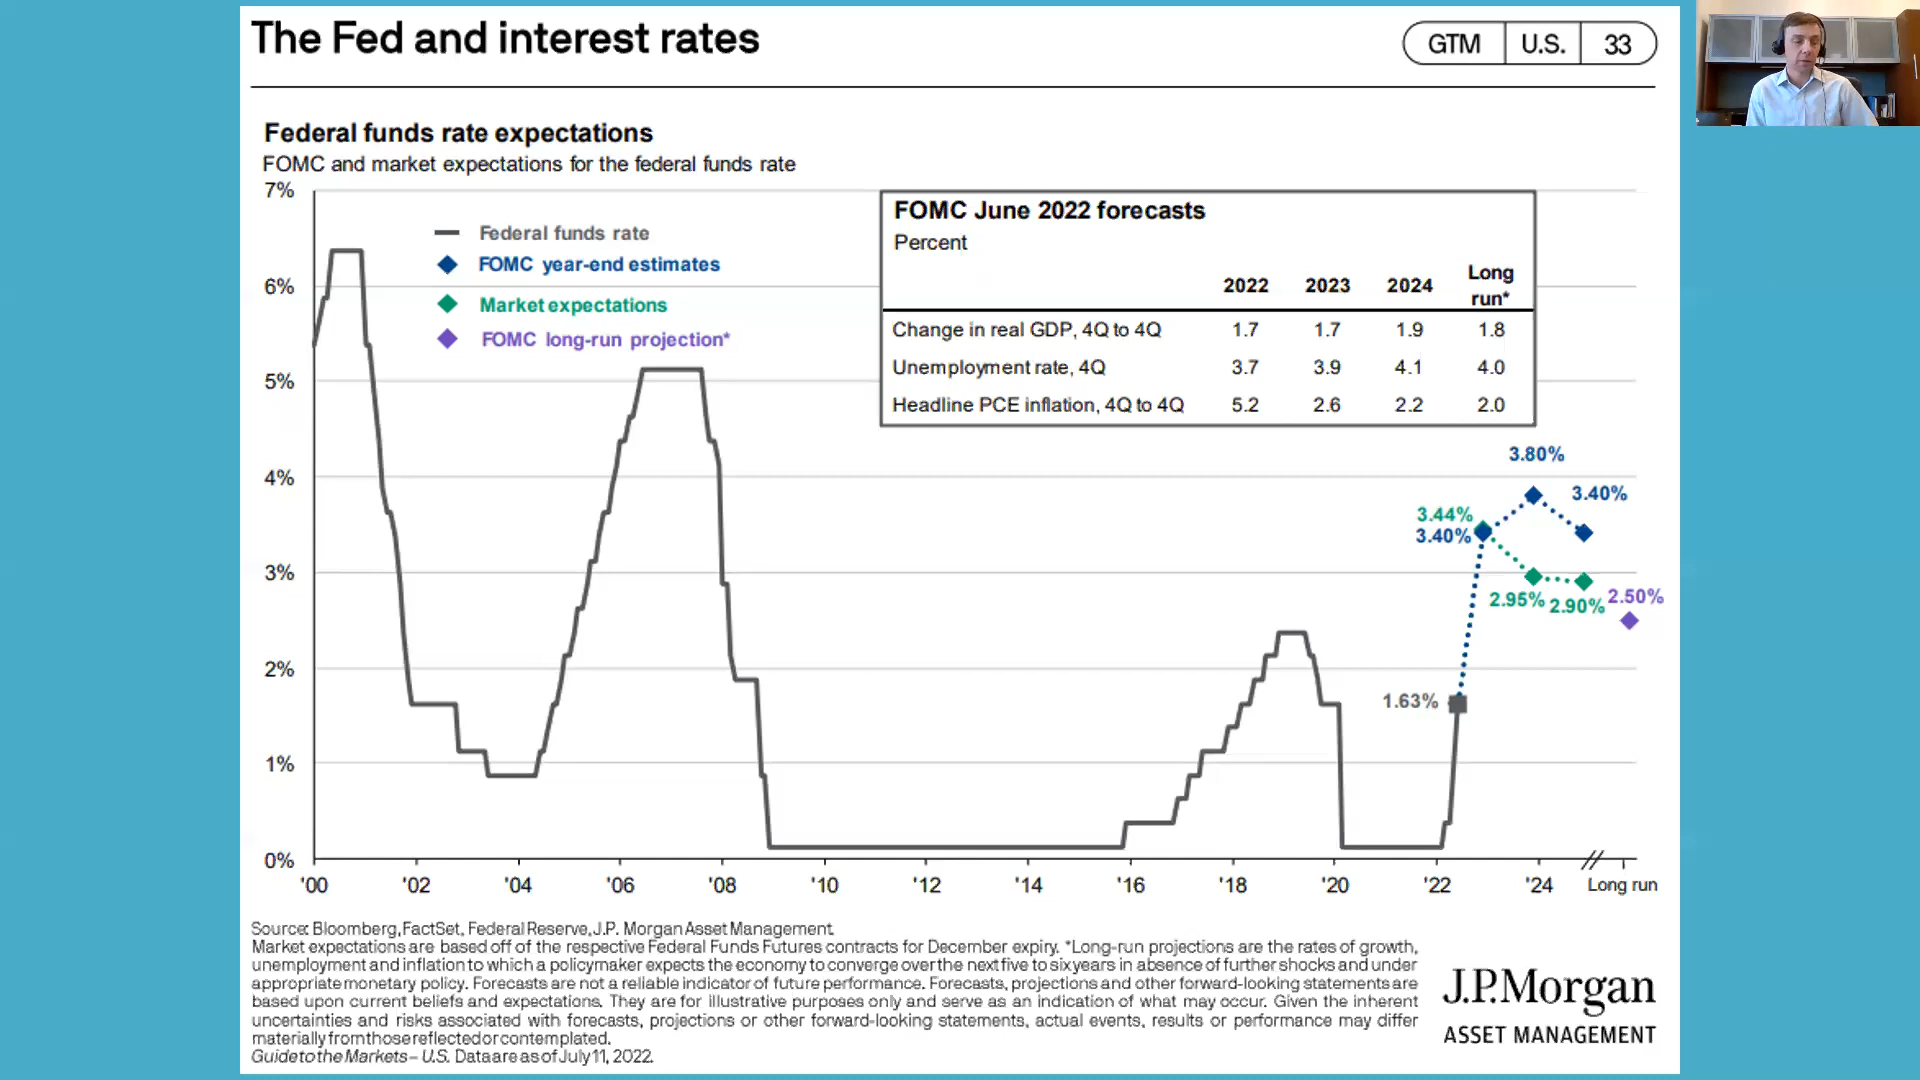 The Fed and interest rates
GTM U.S. 33
Federal funds rate expectations
FOMC and market expectations for the federal funds rate
7%
6%
5%
4%
3%
2%
1%
0%
Federal funds rate
FOMC year-end estimates
Market expectations
FOMC long-run projection*
FOMC June 2022 forecasts
Percent
2022 2023 2024 Long run*
Change in real GDP, 4Q to 4Q 1.7 1.7 1.9 1.8
Unemployment rate, 4Q 3.7 3.9 4.1 4.0
Headline PCE inflation, 4Q to 4Q 5.2 2.6 2.2 2.0
3.80%
3.40%
3.44%
3.40%
2.95%
2.90%
2.50%
1.63%
'00 '02 '04 '06 '08 '10 '12 '14 '16 '18 '20 '22 '24 Long run
Source: Bloomberg, FactSet, Federal Reserve, J.P. Morgan Asset Management.
Market expectations are based off of the respective Federal Funds Futures contracts for December expiry. *Long-run projections are the rates of growth,
unemployment and inflation to which a policymaker expects the economy to converge over the next five to six years in absence of further shocks and under
appropriate monetary policy. Forecasts are not a reliable indicator of future performance. Forecasts, projections and other forward-looking statements are
based upon current beliefs and expectations. They are for illustrative purposes only and serve as an indication of what may occur. Given the inherent
uncertainties and risks associated with forecasts, projections or other forward-looking statements, actual events, results or performance may differ
materially from those reflected or contemplated.
Guide to the Markets – U.S. Data are as of July 11, 2022.
J.P.Morgan
ASSET MANAGEMENT